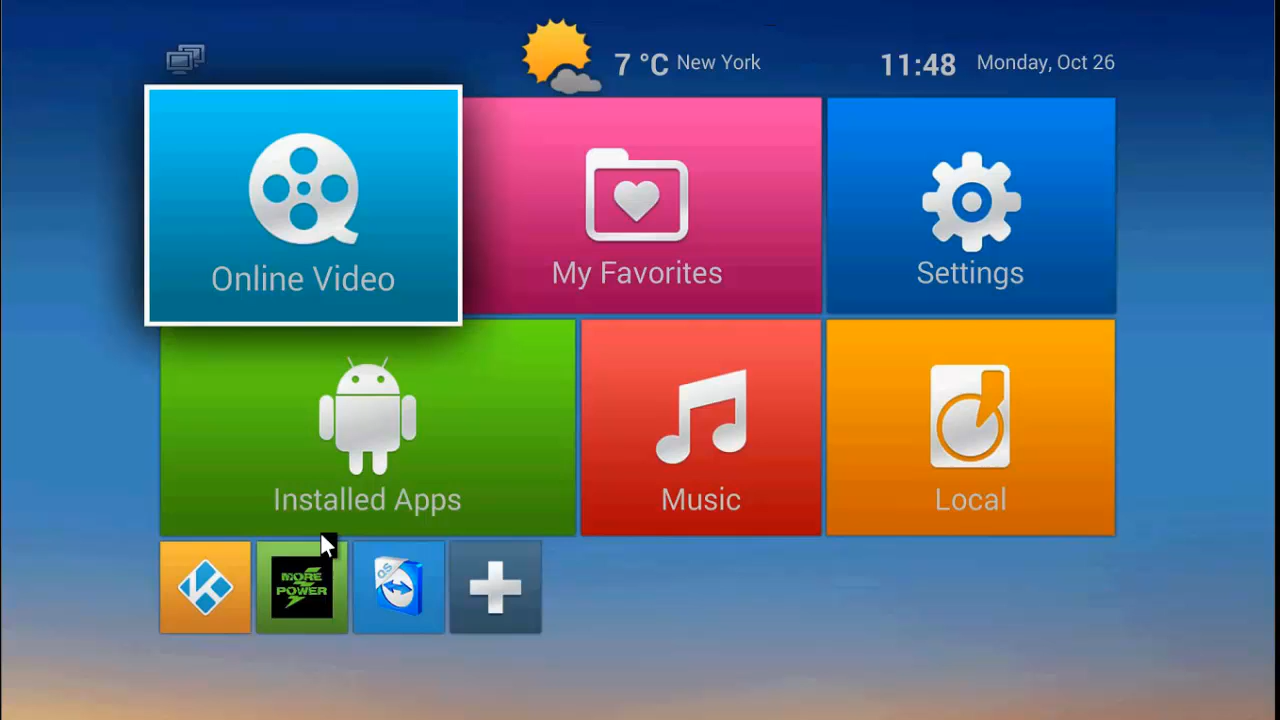 7 °C New York
11:48 Monday, Oct 26
Online Video
My Favorites
Settings
Installed Apps
Music
Local
MORE
POWER
QS